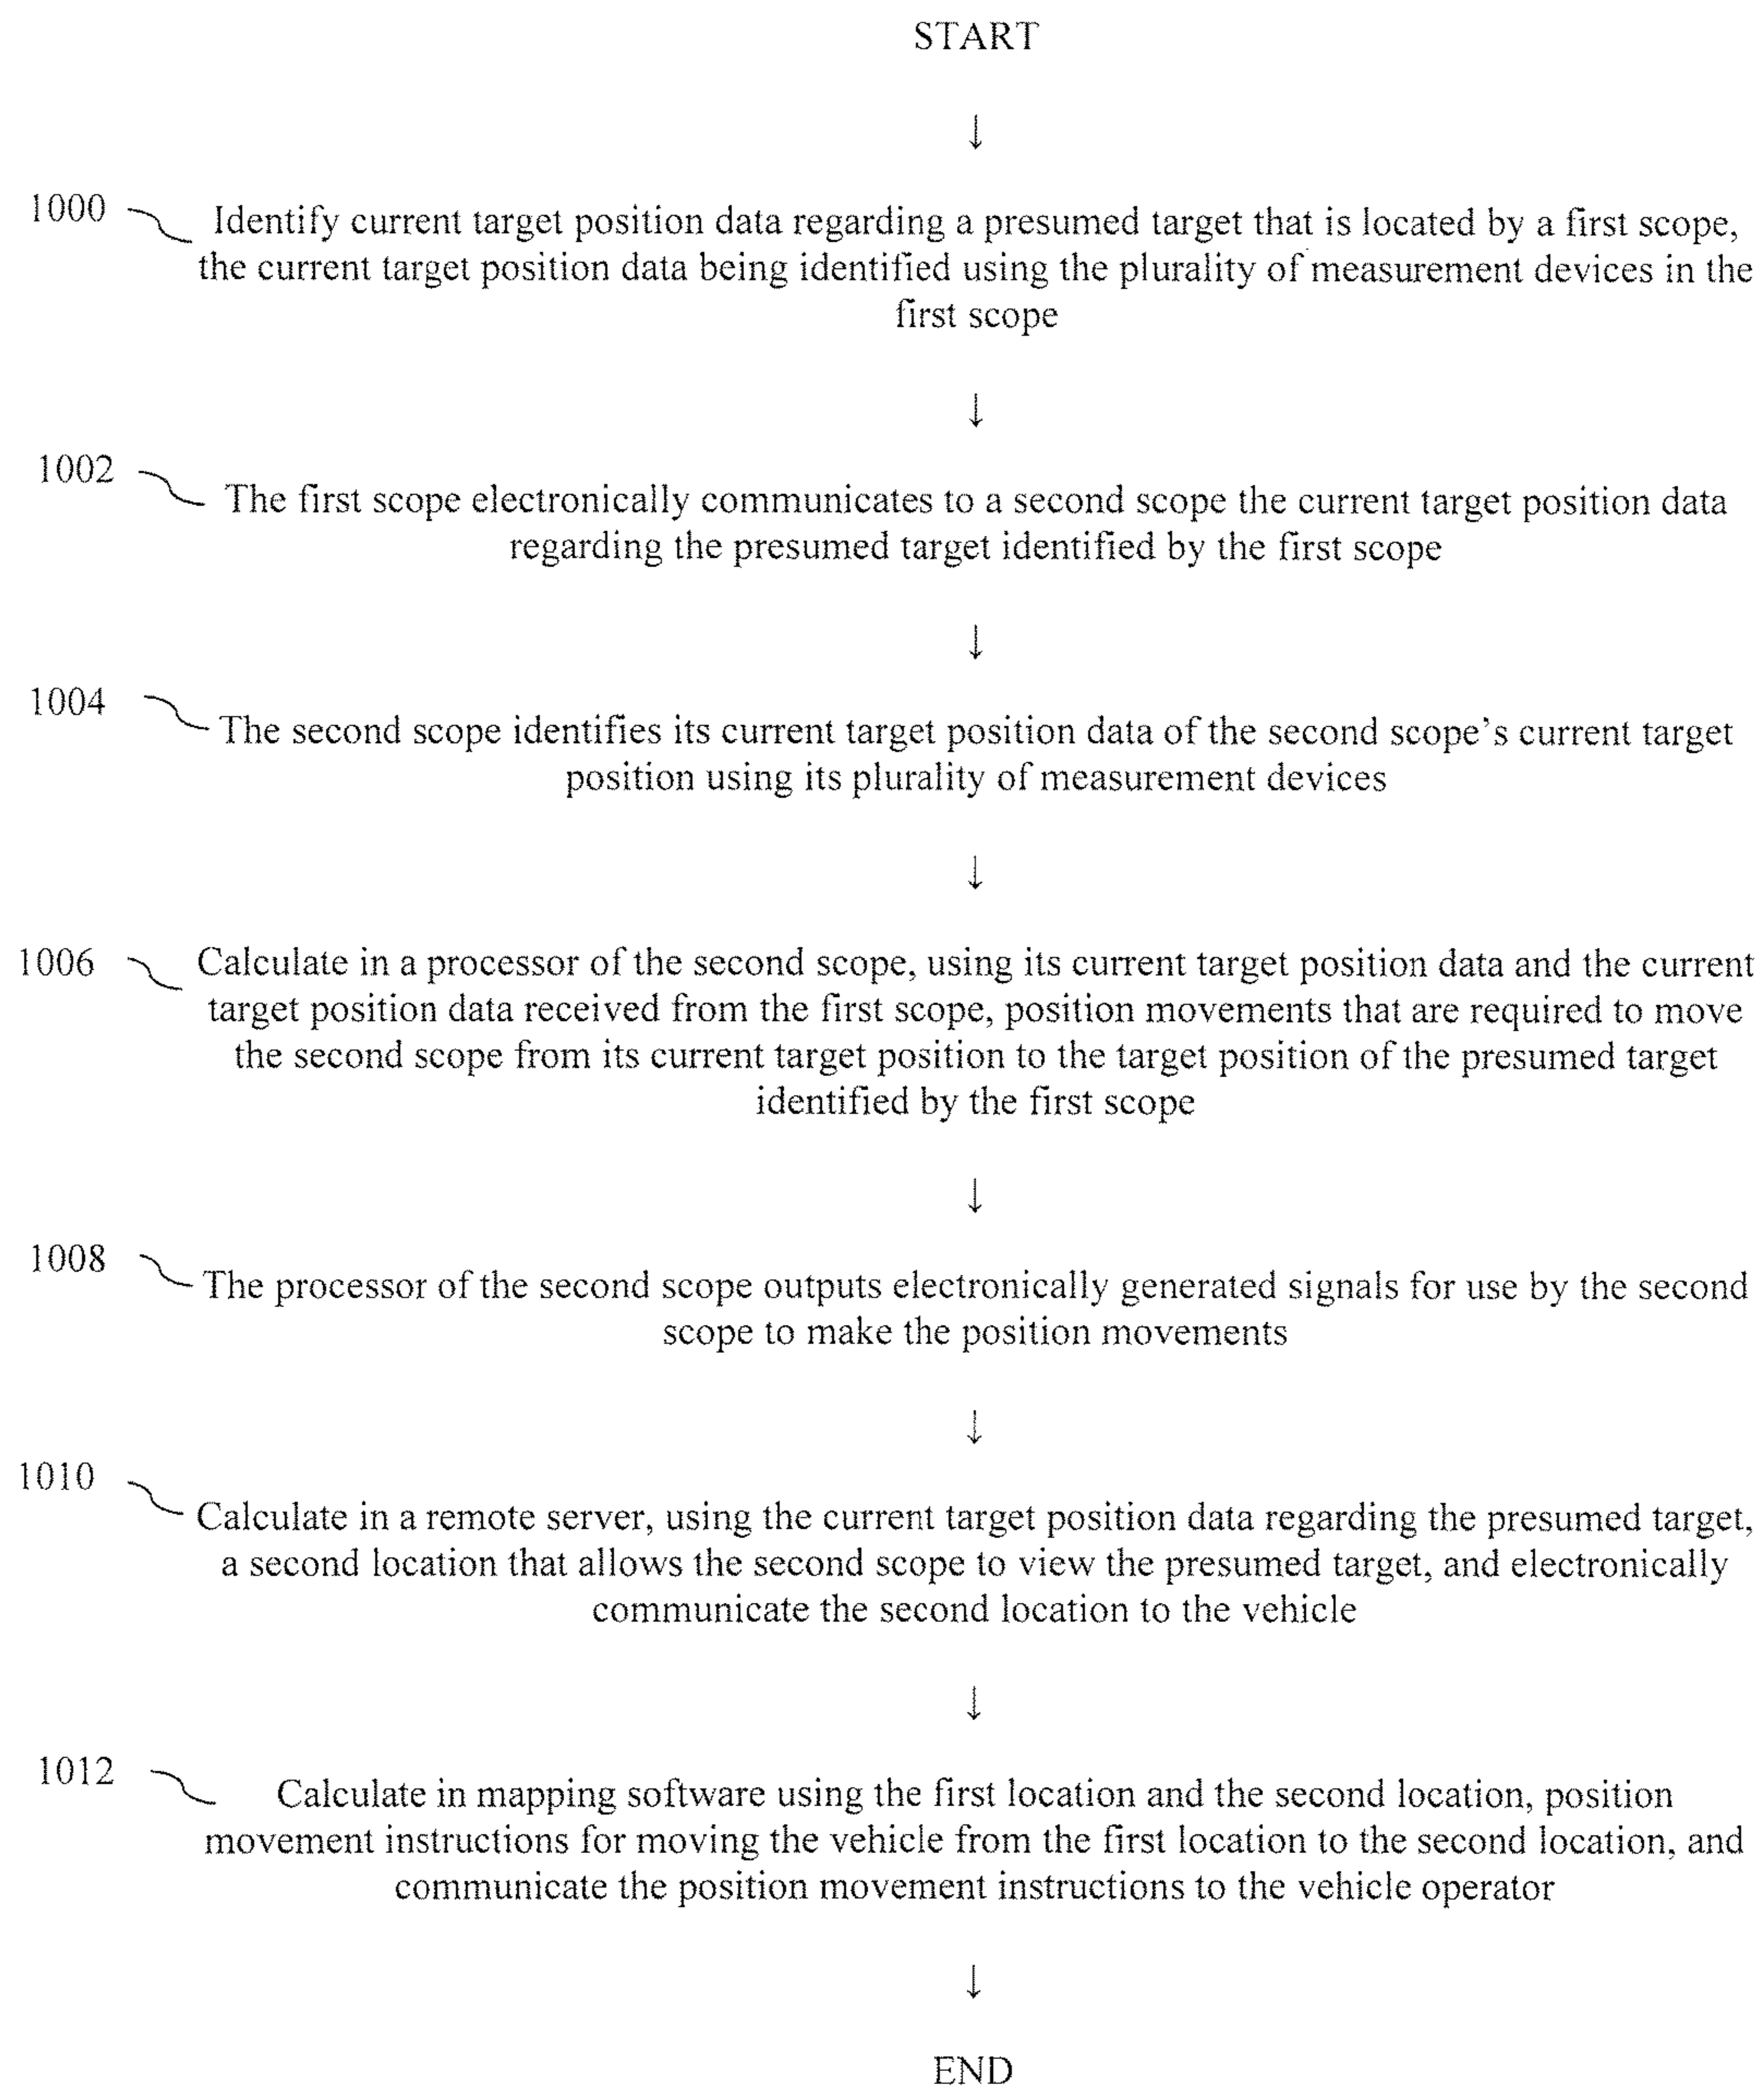 START
↓
1000 Identify current target position data regarding a presumed target that is located by a first scope,
the current target position data being identified using the plurality of measurement devices in the
first scope
↓
1002 The first scope electronically communicates to a second scope the current target position data
regarding the presumed target identified by the first scope
↓
1004 The second scope identifies its current target position data of the second scope's current target
position using its plurality of measurement devices
↓
1006 Calculate in a processor of the second scope, using its current target position data and the current
target position data received from the first scope, position movements that are required to move
the second scope from its current target position to the target position of the presumed target
identified by the first scope
↓
1008 The processor of the second scope outputs electronically generated signals for use by the second
scope to make the position movements
↓
1010 Calculate in a remote server, using the current target position data regarding the presumed target,
a second location that allows the second scope to view the presumed target, and electronically
communicate the second location to the vehicle
↓
1012 Calculate in mapping software using the first location and the second location, position
movement instructions for moving the vehicle from the first location to the second location, and
communicate the position movement instructions to the vehicle operator
↓
END